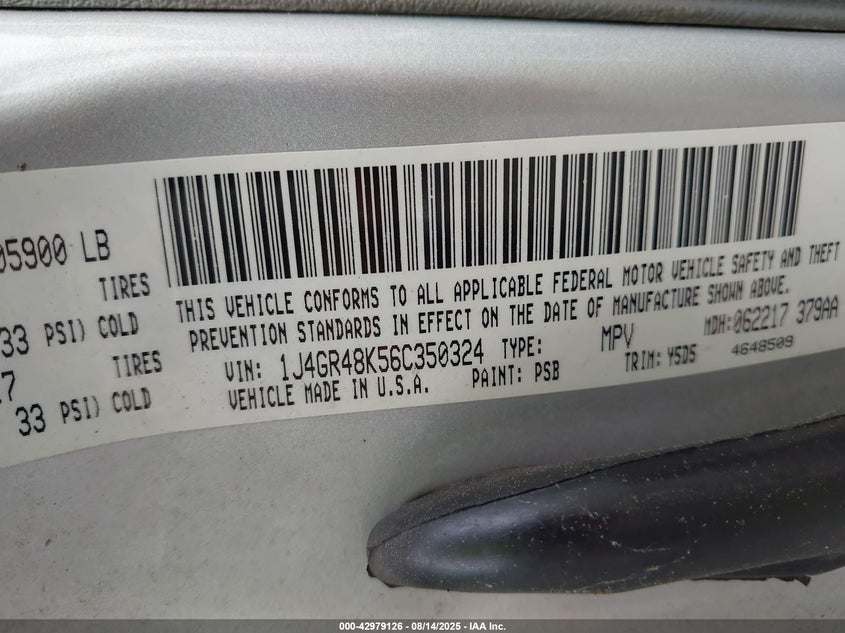 05900 LB
TIRES
33 PSI) COLD
TIRES
33 PSI) COLD
THIS VEHICLE CONFORMS TO ALL APPLICABLE FEDERAL MOTOR VEHICLE SAFETY AND THEFT
PREVENTION STANDARDS IN EFFECT ON THE DATE OF MANUFACTURE SHOWN ABOVE.
VIN: 1J4GR48K56C350324 TYPE: MPV MDH:062217 379AA
VEHICLE MADE IN U.S.A. PAINT: PSB TRIM: Y5D5 4648509
000-42979126 - 08/14/2025 - IAA Inc.